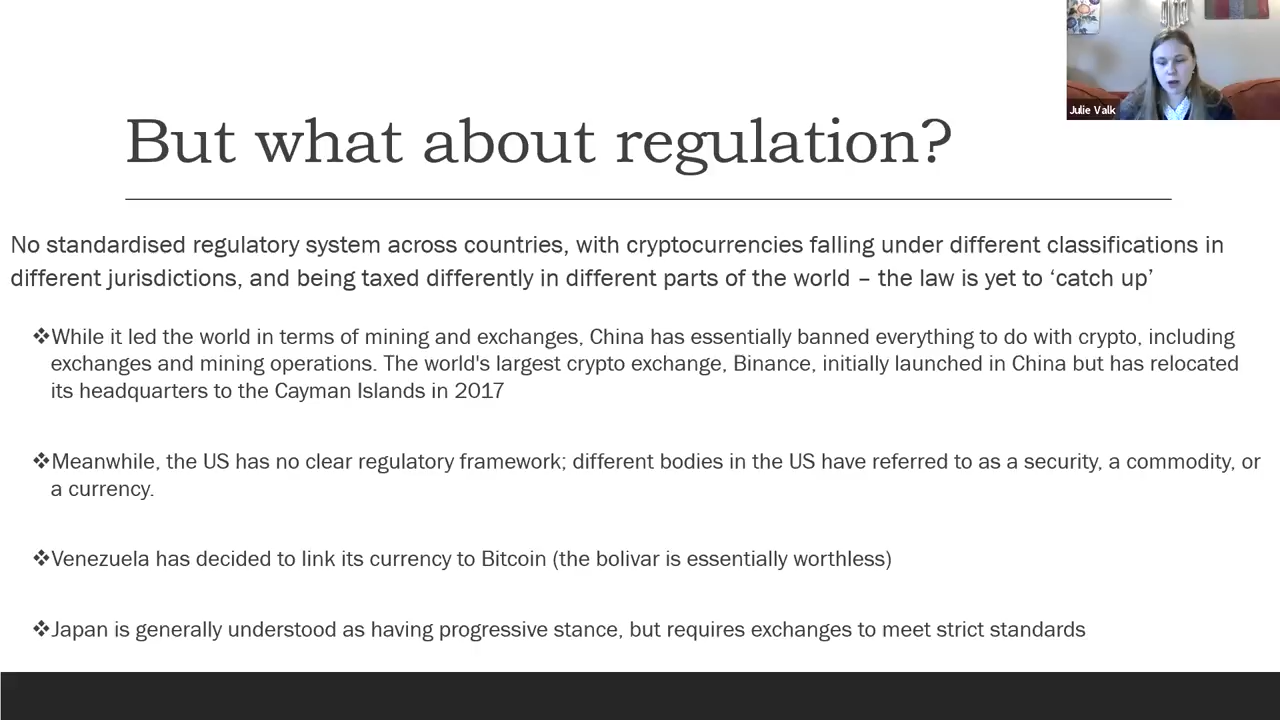 Julie Valk
But what about regulation?
No standardised regulatory system across countries, with cryptocurrencies falling under different classifications in
different jurisdictions, and being taxed differently in different parts of the world – the law is yet to ‘catch up’
❖While it led the world in terms of mining and exchanges, China has essentially banned everything to do with crypto, including
exchanges and mining operations. The world's largest crypto exchange, Binance, initially launched in China but has relocated
its headquarters to the Cayman Islands in 2017
❖Meanwhile, the US has no clear regulatory framework; different bodies in the US have referred to as a security, a commodity, or
a currency.
❖Venezuela has decided to link its currency to Bitcoin (the bolivar is essentially worthless)
❖Japan is generally understood as having progressive stance, but requires exchanges to meet strict standards